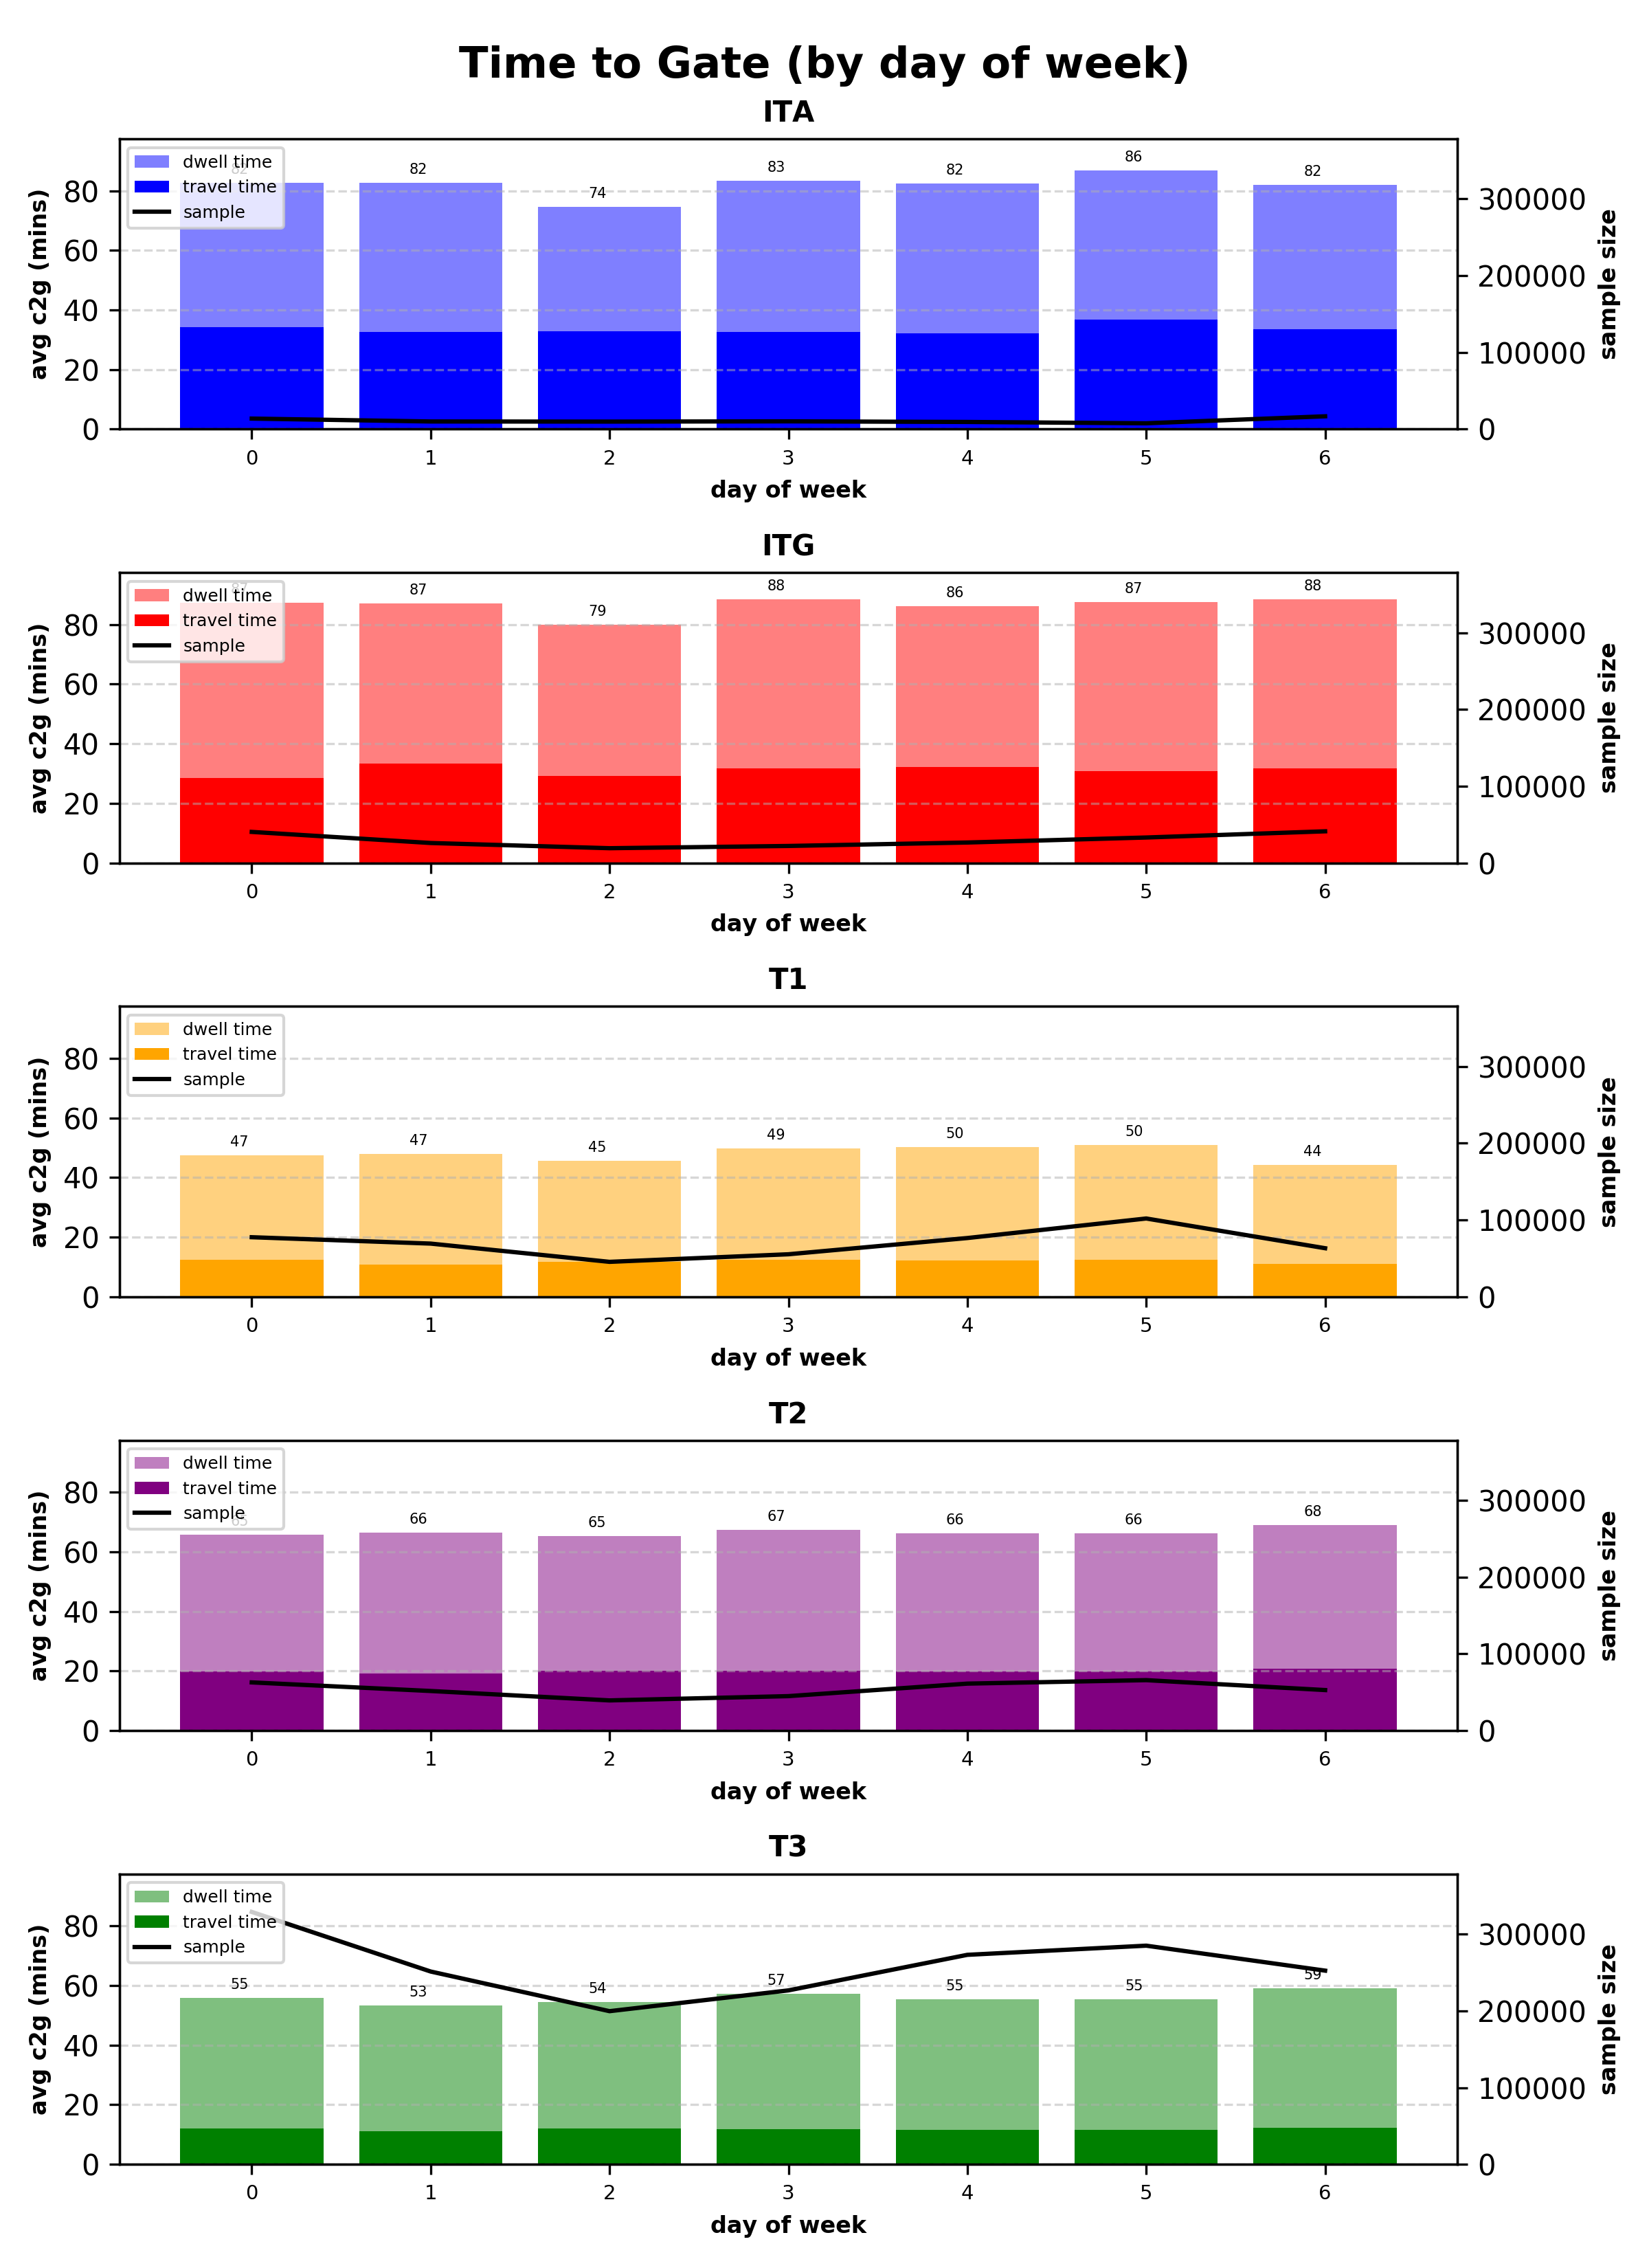 Time to Gate (by day of week)
ITA
dwell time
travel time
sample
82 82 74 83 82 86 82
avg c2g (mins)
80
60
40
20
0
300000
200000
100000
0
sample size
0 1 2 3 4 5 6
day of week
ITG
dwell time
travel time
sample
87 87 79 88 86 87 88
avg c2g (mins)
80
60
40
20
0
300000
200000
100000
0
sample size
0 1 2 3 4 5 6
day of week
T1
dwell time
travel time
sample
47 47 45 49 50 50 44
avg c2g (mins)
80
60
40
20
0
300000
200000
100000
0
sample size
0 1 2 3 4 5 6
day of week
T2
dwell time
travel time
sample
65 66 65 67 66 66 68
avg c2g (mins)
80
60
40
20
0
300000
200000
100000
0
sample size
0 1 2 3 4 5 6
day of week
T3
dwell time
travel time
sample
55 53 54 57 55 55 59
avg c2g (mins)
80
60
40
20
0
300000
200000
100000
0
sample size
0 1 2 3 4 5 6
day of week